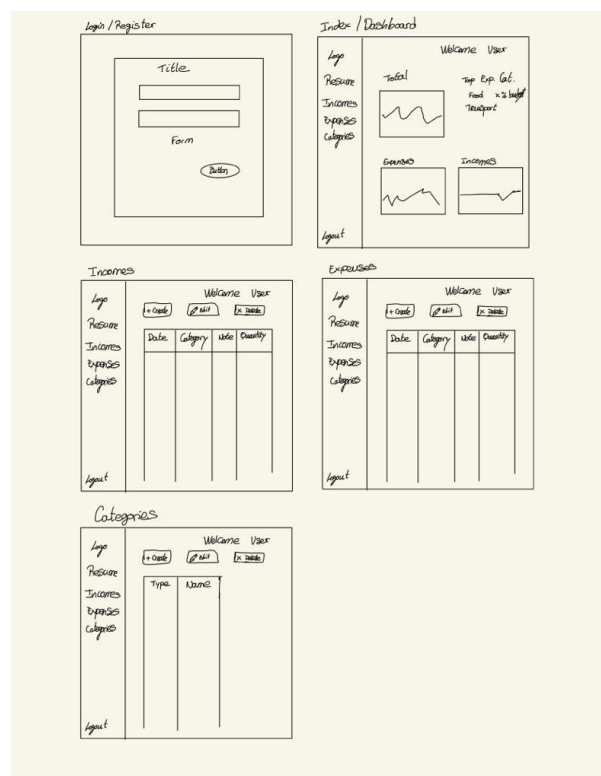 Login / Register
Title
Form
Button
Index / Dashboard
Welcome User
Logo
Resume
Incomes
Expenses
Categories
Logout
Total
Top Exp. Cat.
Food x % budget
Transport
Expenses
Incomes
Incomes
Welcome User
Logo
Resume
Incomes
Expenses
Categories
Logout
+ Create
Edit
x Delete
Date Category Note Quantity
Expenses
Welcome User
Logo
Resume
Incomes
Expenses
Categories
Logout
+ Create
Edit
x Delete
Date Category Note Quantity
Categories
Welcome User
Logo
Resume
Incomes
Expenses
Categories
Logout
+ Create
Edit
x Delete
Type Name